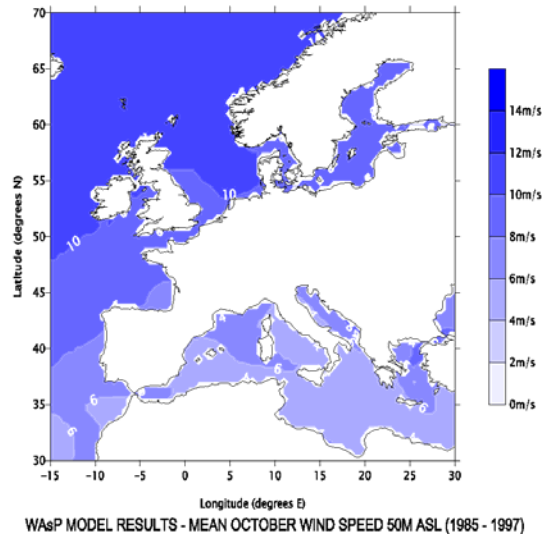 70
65
60
55
50
45
40
35
30
Latitude (degrees N)
-15 -10 -5 0 5 10 15 20 25 30
Longitude (degrees E)
10
10
6
6
6
6
14m/s
12m/s
10m/s
8m/s
6m/s
4m/s
2m/s
0m/s
WAsP MODEL RESULTS - MEAN OCTOBER WIND SPEED 50M ASL (1985 - 1997)